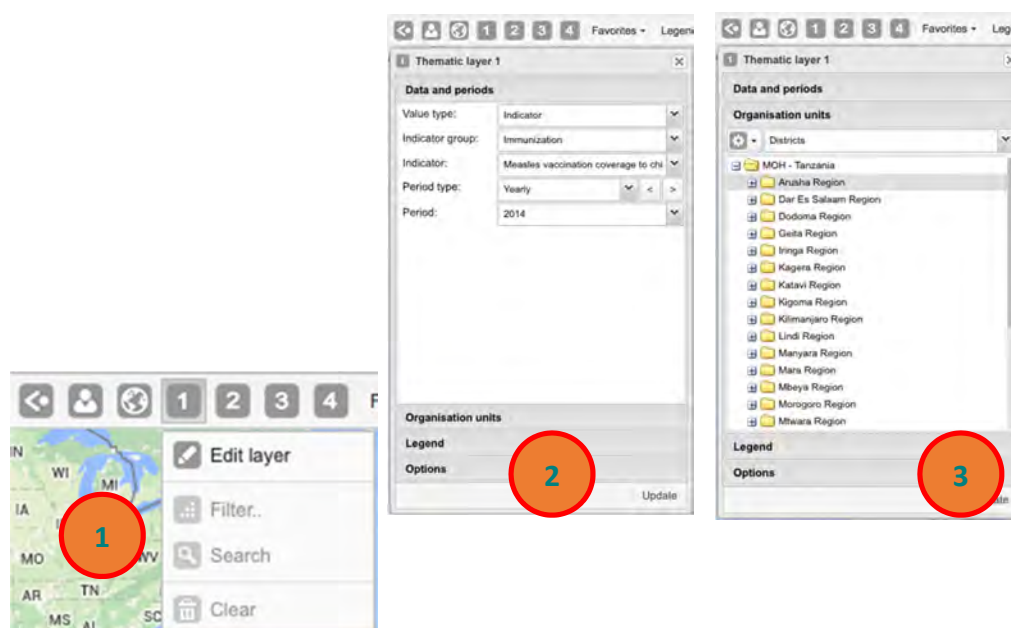 1 2 3 4
Edit layer
Filter..
Search
Clear
IN
WI
MI
IA
MO
WV
AR
TN
MS
AL
SC
1
1 2 3 4 Favorites
Thematic layer 1
Data and periods
Value type: Indicator
Indicator group: Immunization
Indicator: Measles vaccination coverage to chi
Period type: Yearly < >
Period: 2014
Organisation units
Legend
Options
Update
2
1 2 3 4 Favorites
Thematic layer 1
Data and periods
Organisation units
Districts
MOH - Tanzania
Arusha Region
Dar Es Salaam Region
Dodoma Region
Geita Region
Iringa Region
Kagera Region
Katavi Region
Kigoma Region
Kilimanjaro Region
Lindi Region
Manyara Region
Mara Region
Mbeya Region
Morogoro Region
Mtwara Region
Legend
Options
3